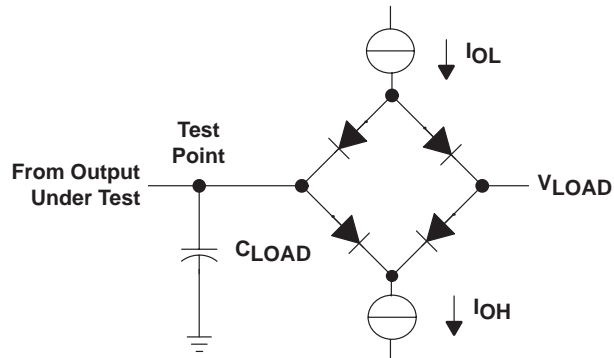 IOL
Test
Point
From Output
Under Test
VLOAD
CLOAD
IOH